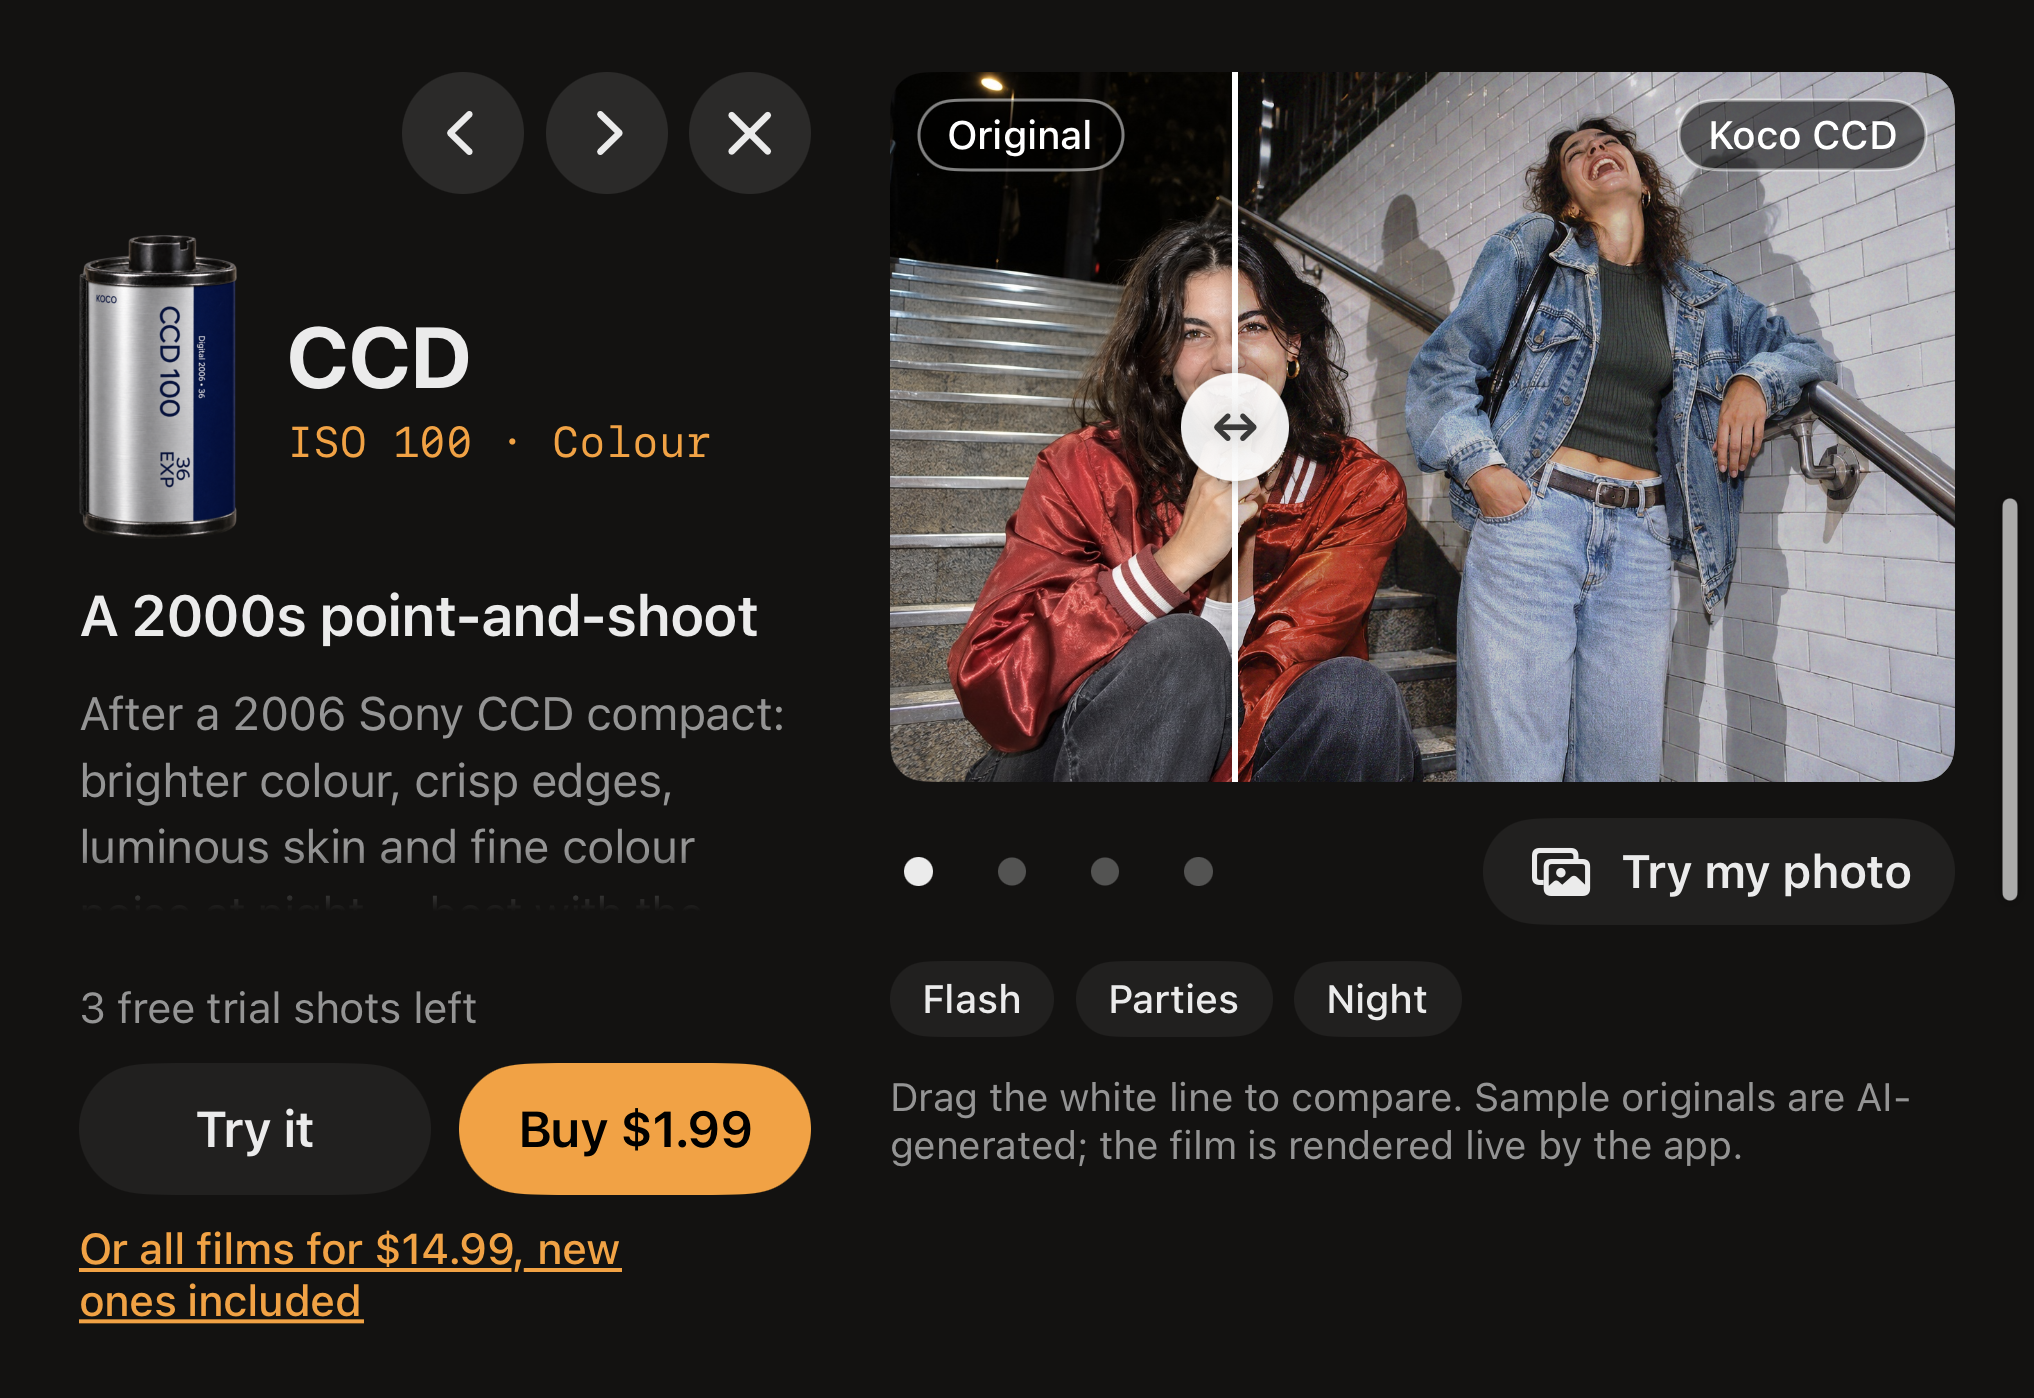 KOCO
CCD 100
36
EXP
Digital 2006 • 36
CCD
ISO 100 · Colour
A 2000s point-and-shoot
After a 2006 Sony CCD compact:
brighter colour, crisp edges,
luminous skin and fine colour
3 free trial shots left
Try it
Buy $1.99
Or all films for $14.99, new
ones included
Original
Koco CCD
Try my photo
Flash
Parties
Night
Drag the white line to compare. Sample originals are AI-
generated; the film is rendered live by the app.